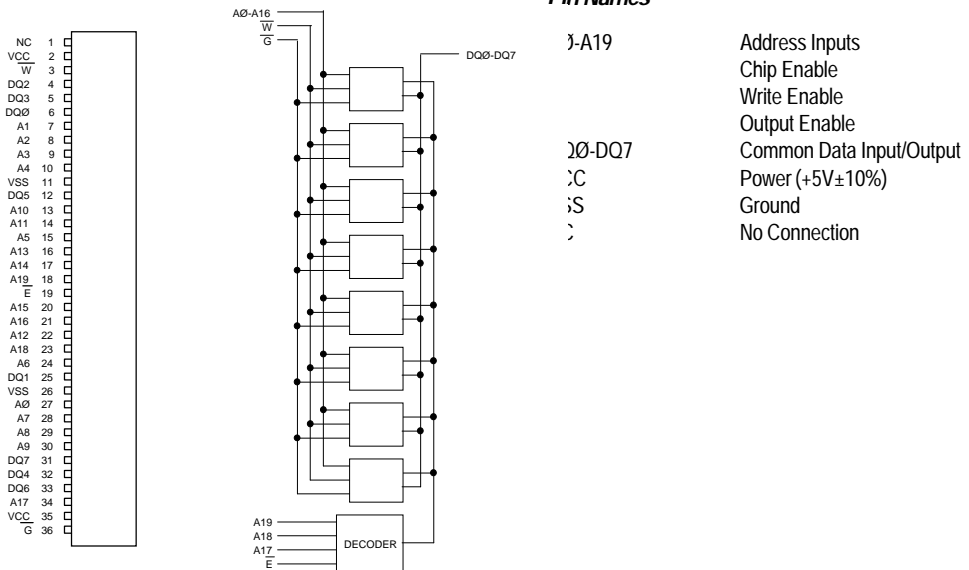 NC 1
VCC 2
W 3
DQ2 4
DQ3 5
DQØ 6
A1 7
A2 8
A3 9
A4 10
VSS 11
DQ5 12
A10 13
A11 14
A5 15
A13 16
A14 17
A19 18
E 19
A15 20
A16 21
A12 22
A18 23
A6 24
DQ1 25
VSS 26
AØ 27
A7 28
A8 29
A9 30
DQ7 31
DQ4 32
DQ6 33
A17 34
VCC 35
G 36
AØ-A16
W
G
DQØ-DQ7
A19
A18
A17
E
DECODER
Pin Names
Ø-A19 Address Inputs
Chip Enable
Write Enable
Output Enable
QØ-DQ7 Common Data Input/Output
CC Power (+5V±10%)
SS Ground
C No Connection